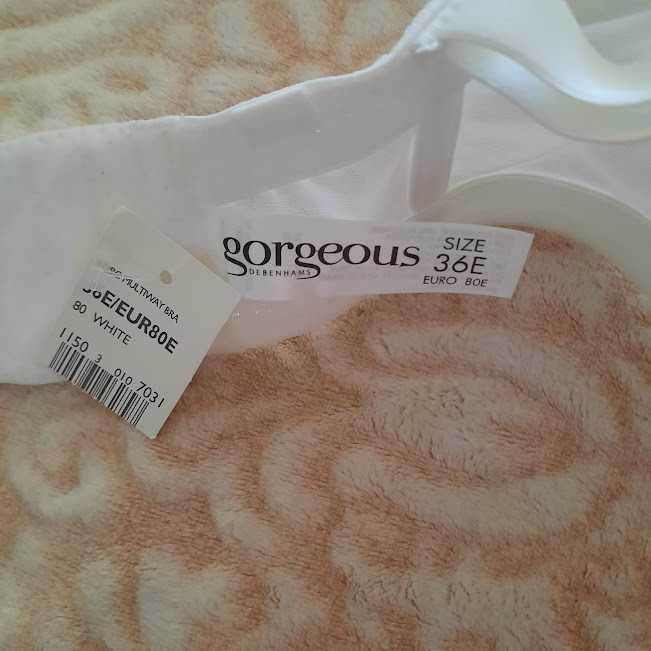 gorgeous
DEBENHAMS
SIZE
36E
EURO 80E
MULTIWAY BRA
36E/EUR80E
80 WHITE
1150 3 010 7031